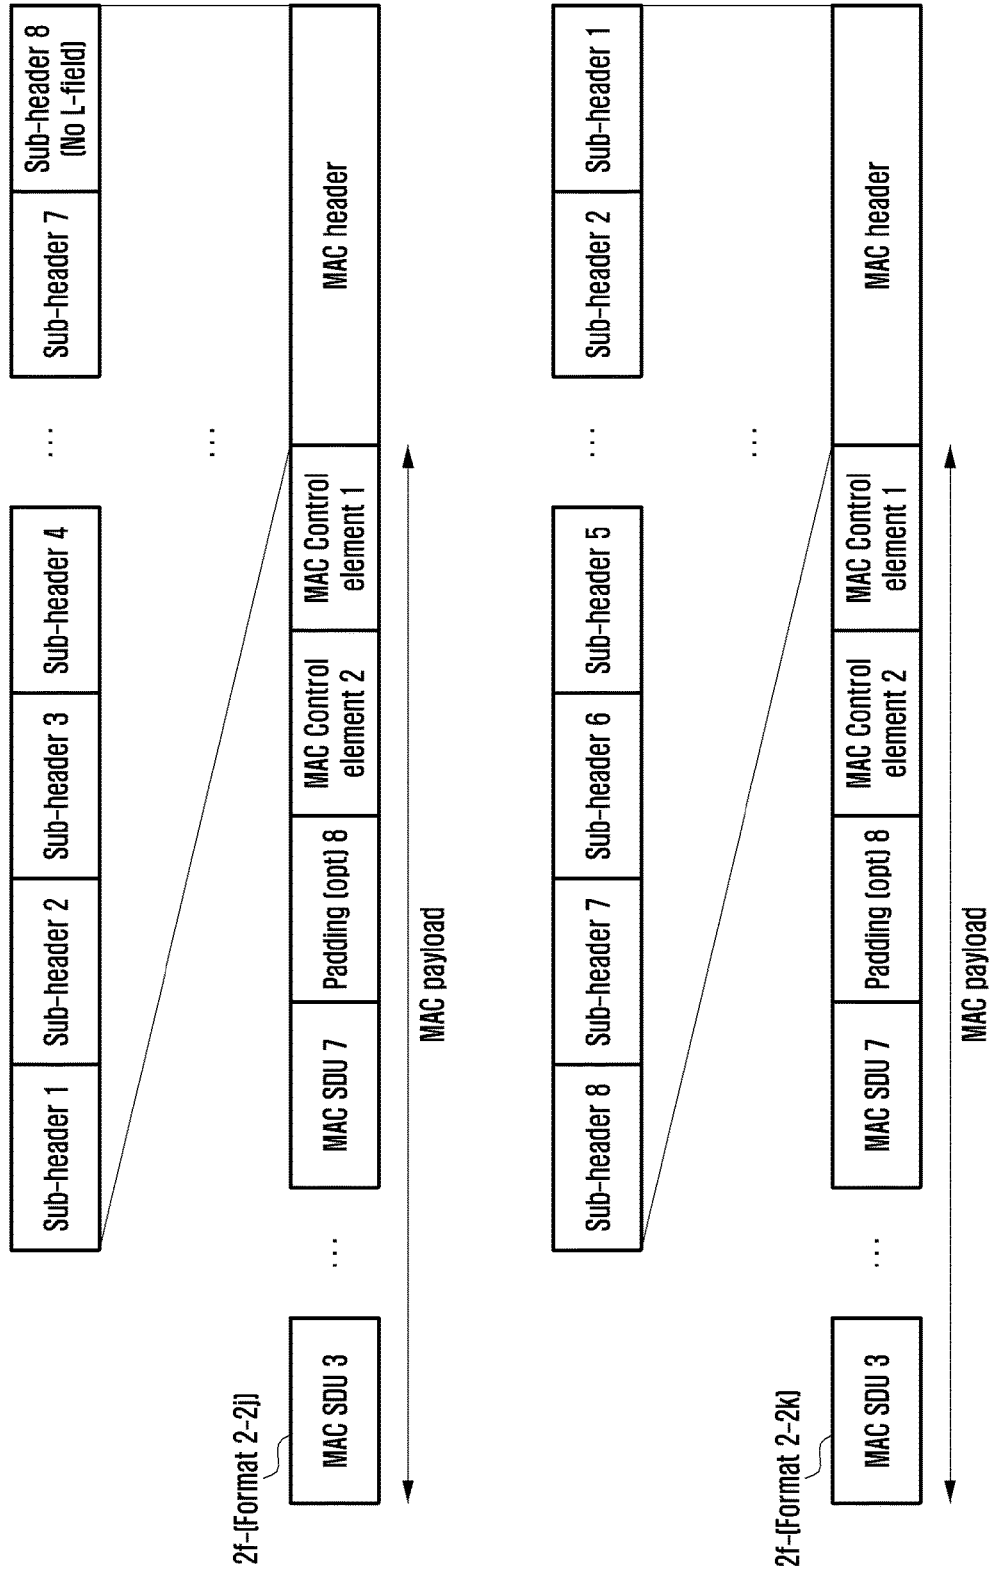 2f-(Format 2-2j)
Sub-header 1
Sub-header 2
Sub-header 3
Sub-header 4
...
Sub-header 7
Sub-header 8
(No L-field)
...
MAC SDU 3
...
MAC SDU 7
Padding (opt) 8
MAC Control
element 2
MAC Control
element 1
MAC header
MAC payload
2f-(Format 2-2k)
Sub-header 8
Sub-header 7
Sub-header 6
Sub-header 5
...
Sub-header 2
Sub-header 1
...
MAC SDU 3
...
MAC SDU 7
Padding (opt) 8
MAC Control
element 2
MAC Control
element 1
MAC header
MAC payload